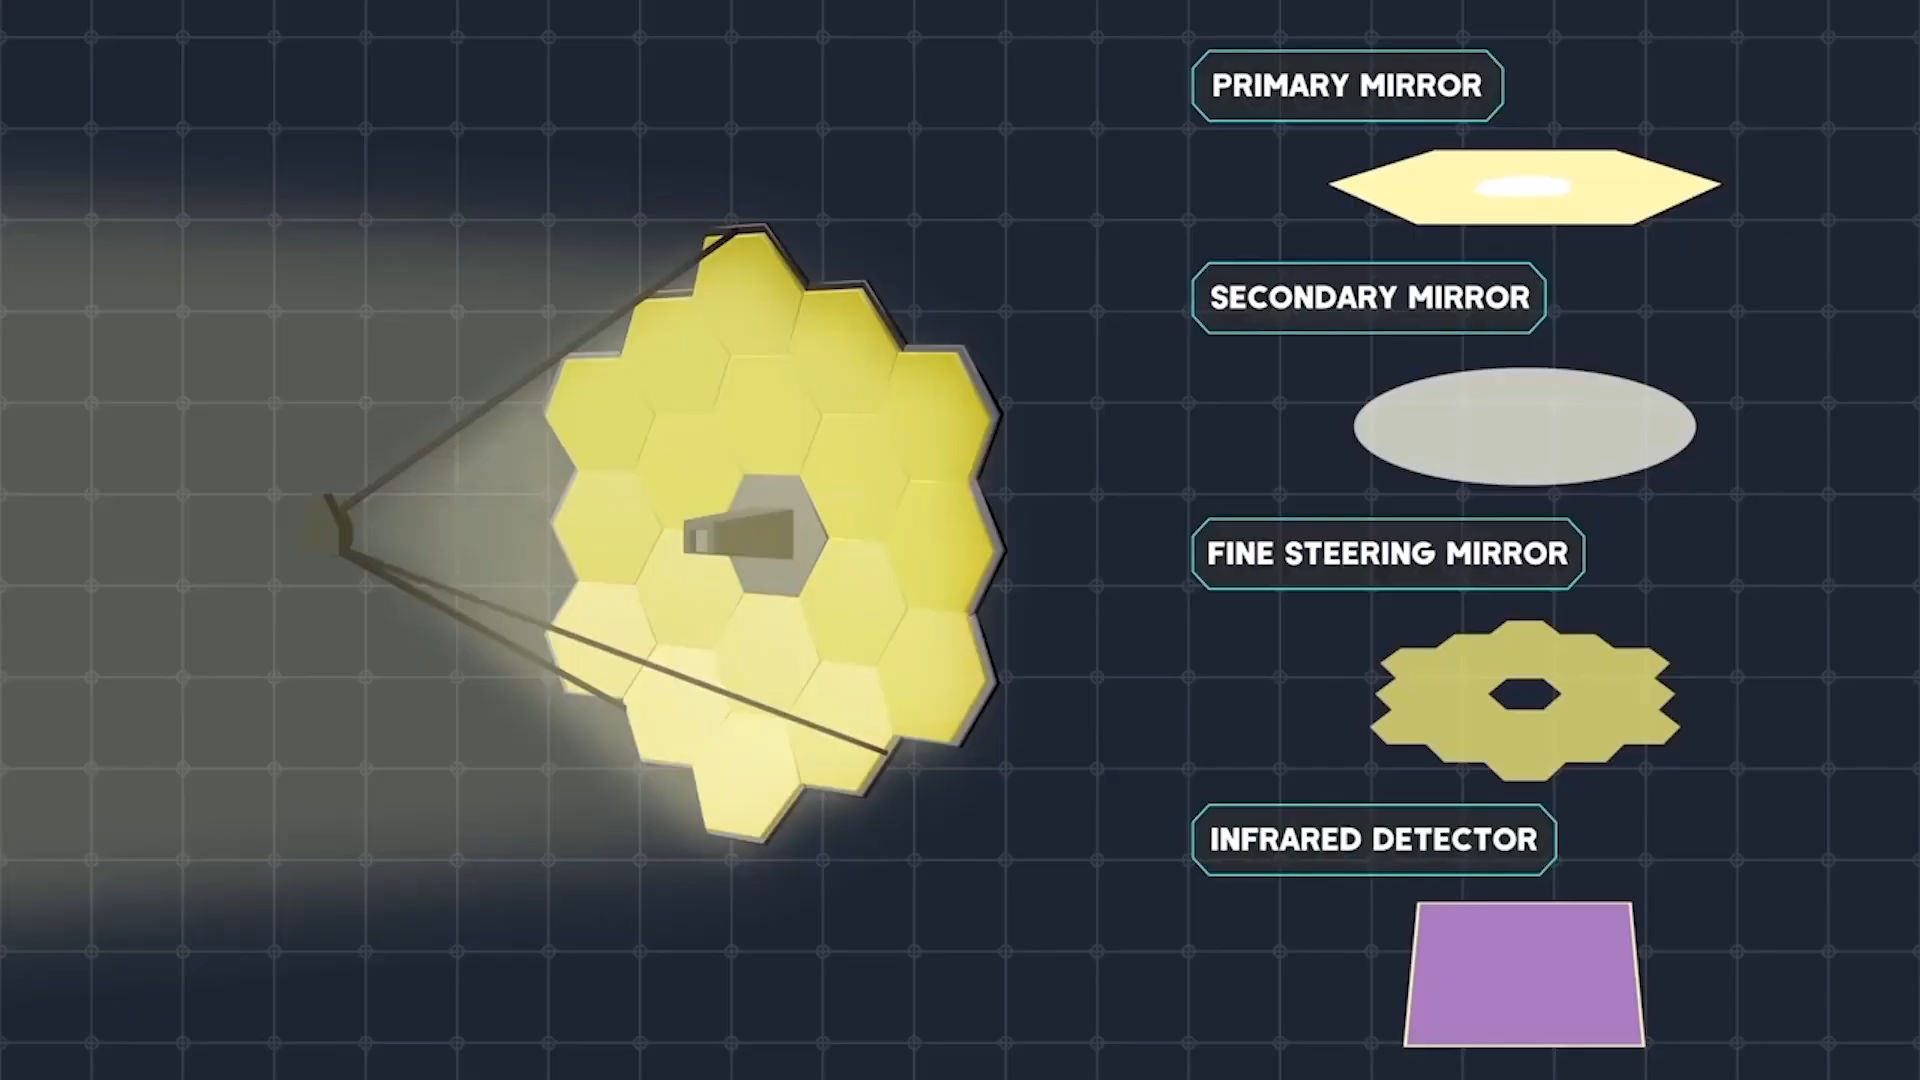 PRIMARY MIRROR
SECONDARY MIRROR
FINE STEERING MIRROR
INFRARED DETECTOR